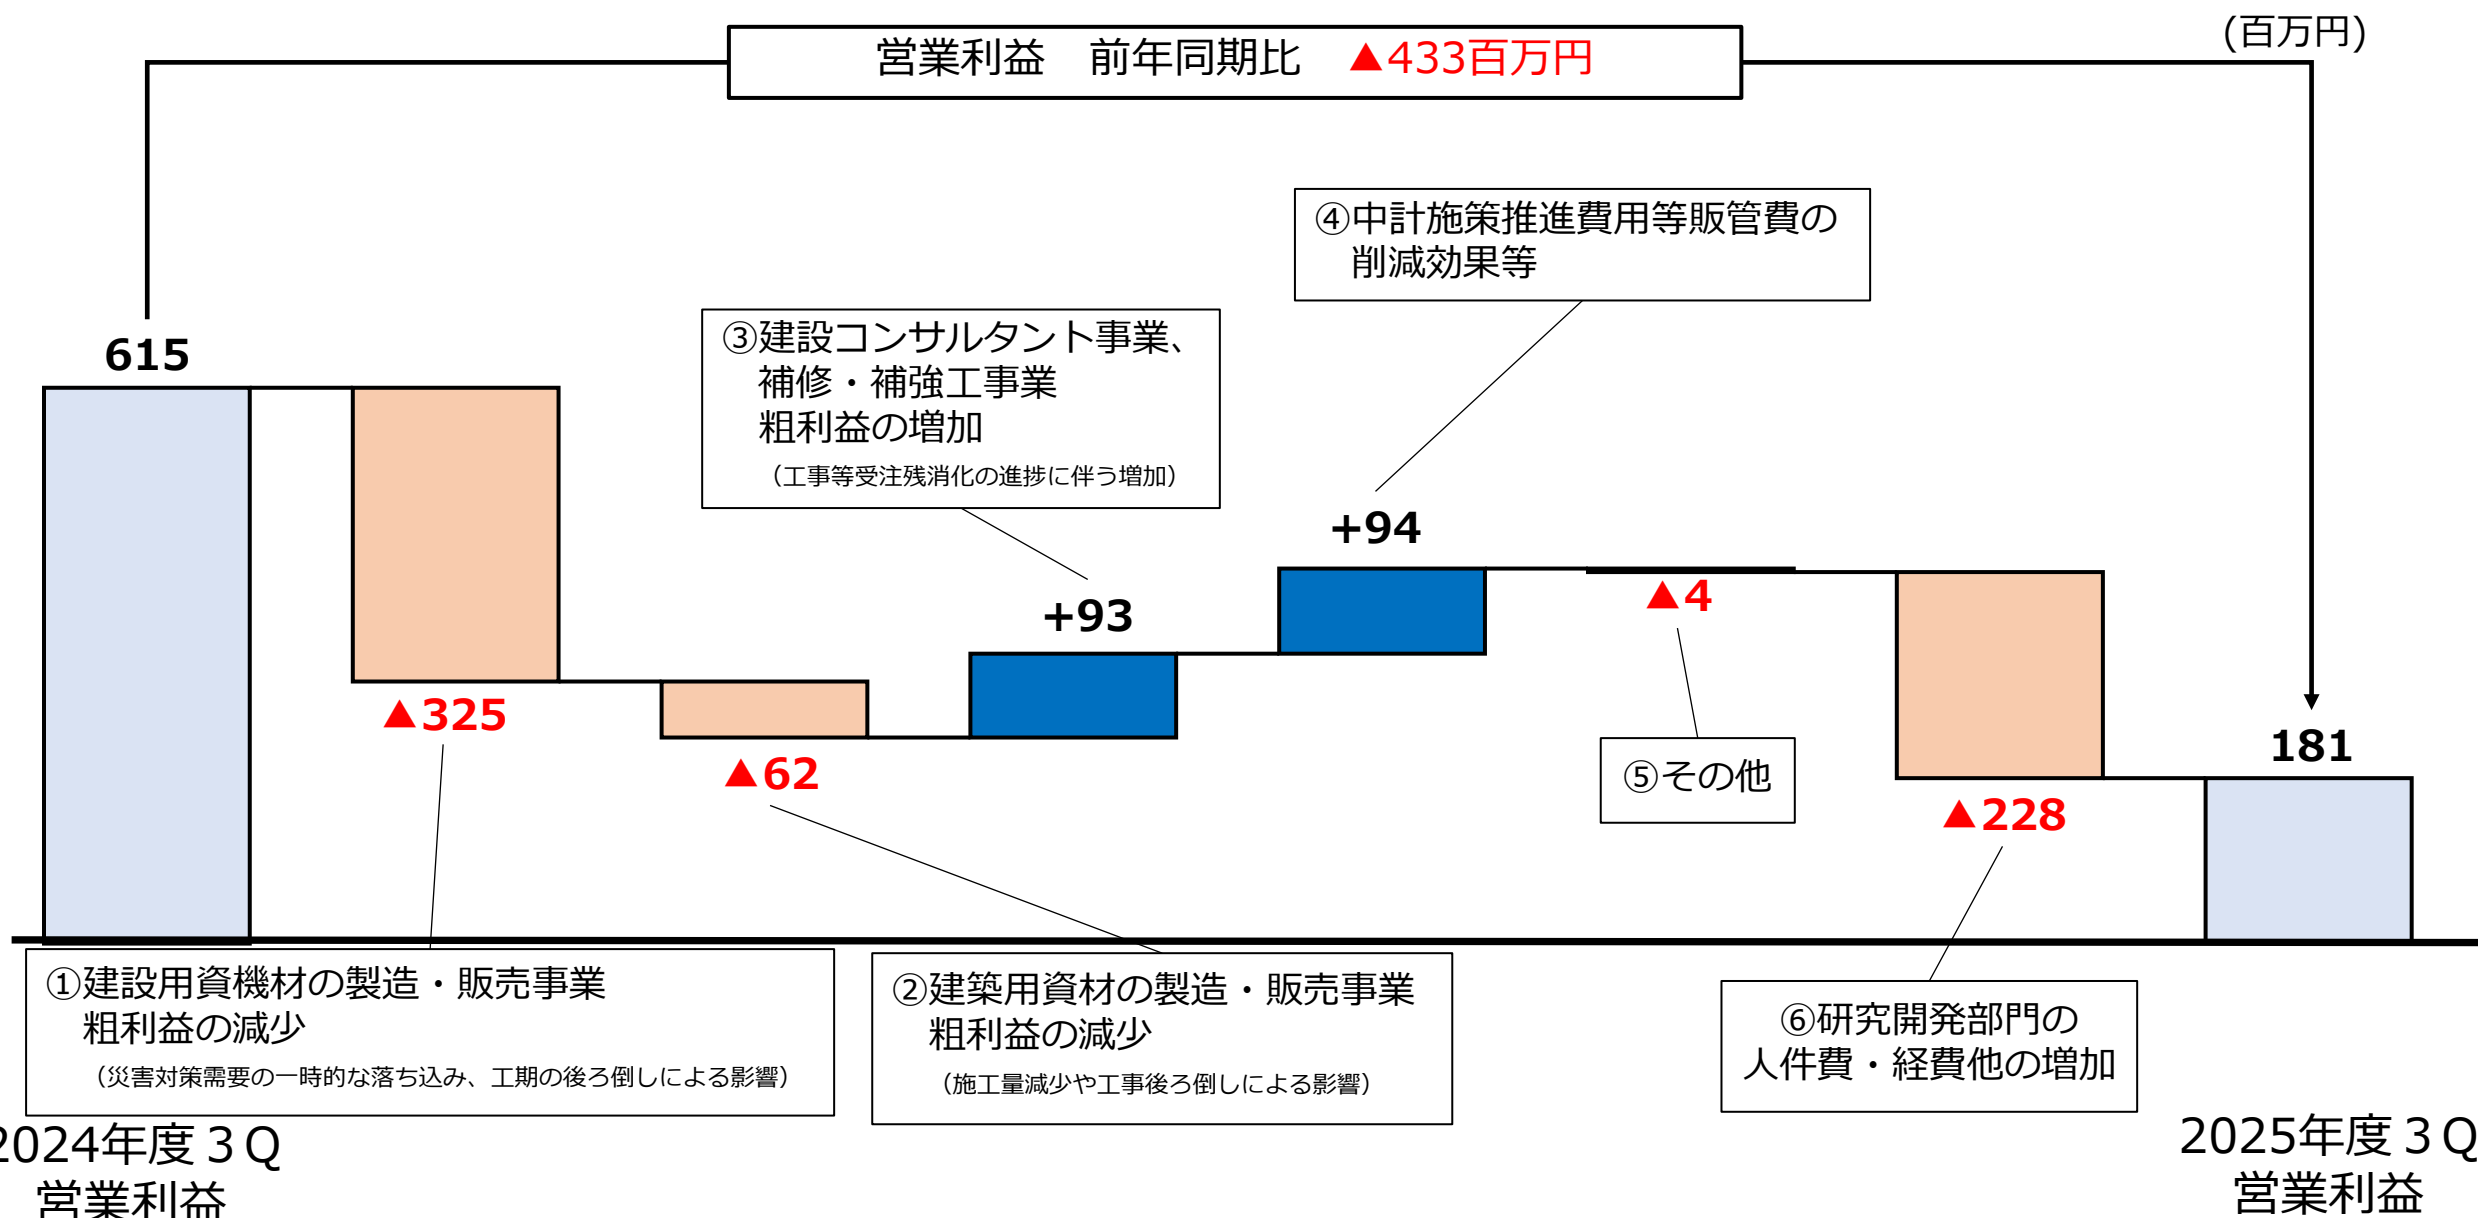 (百万円)
営業利益　前年同期比　▲433百万円
④中計施策推進費用等販管費の
削減効果等
③建設コンサルタント事業、
補修・補強工事業
粗利益の増加
（工事等受注残消化の進捗に伴う増加）
615
+94
+93
▲4
▲325
▲62
⑤その他
▲228
181
①建設用資機材の製造・販売事業
粗利益の減少
（災害対策需要の一時的な落ち込み、工期の後ろ倒しによる影響）
②建築用資材の製造・販売事業
粗利益の減少
（施工量減少や工事後ろ倒しによる影響）
⑥研究開発部門の
人件費・経費他の増加
2024年度３Q
営業利益
2025年度３Q
営業利益